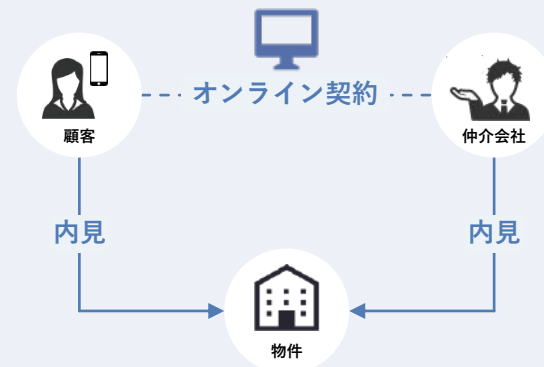 オンライン契約
顧客
仲介会社
内見
内見
物件